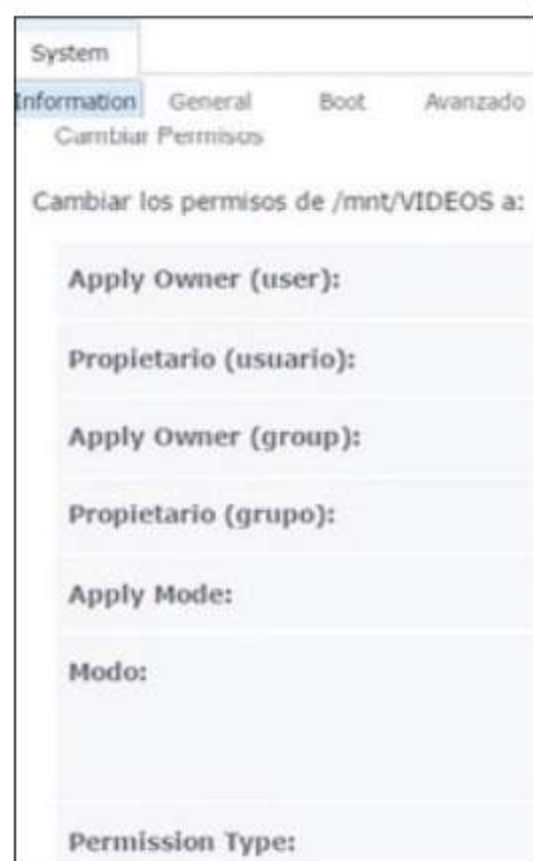 System
Information General Boot Avanzado
Cambiar Permisos
Cambiar los permisos de /mnt/VIDEOS a:
Apply Owner (user):
Propietario (usuario):
Apply Owner (group):
Propietario (grupo):
Apply Mode:
Modo:
Permission Type: